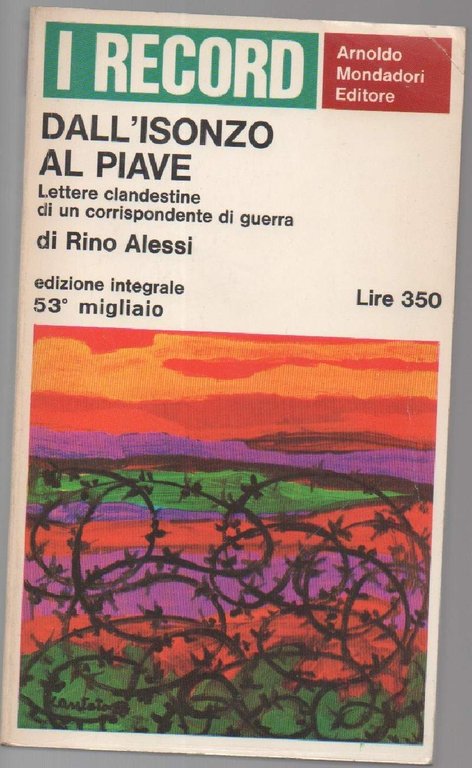 I RECORD
Arnoldo
Mondadori
Editore
DALL'ISONZO
AL PIAVE
Lettere clandestine
di un corrispondente di guerra
di Rino Alessi
edizione integrale
53° migliaio
Lire 350